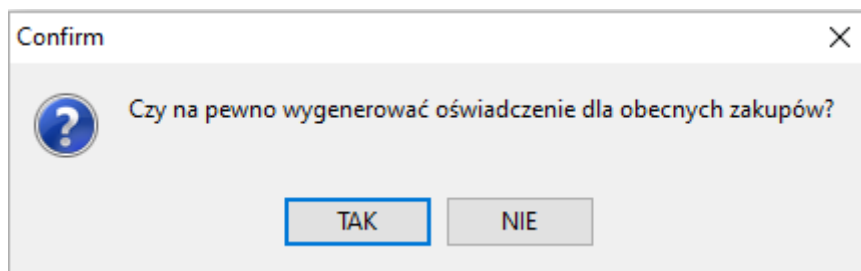 Confirm
Czy na pewno wygenerować oświadczenie dla obecnych zakupów?
TAK
NIE